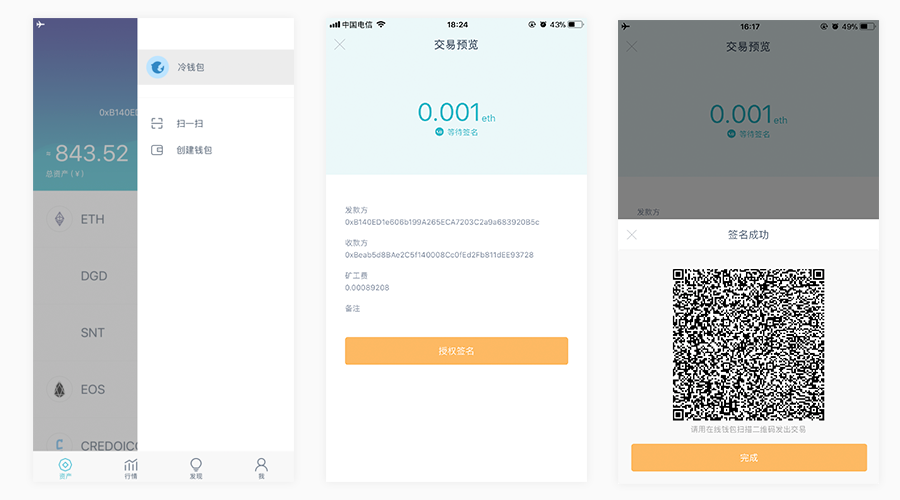 冷钱包
扫一扫
创建钱包
0xB140ED
843.52
总资产 (¥)
ETH
DGD
SNT
EOS
CREDOIC
资产
行情
发现
我
中国电信
18:24
43%
交易预览
0.001 eth
等待签名
发款方
0xB140ED1e606b199A265ECA7203C2a9a683920B5c
收款方
0xBeab5d8BAe2C5f140008Cc0fEd2Fb811dEE93728
矿工费
0.00089208
备注
授权签名
16:17
49%
交易预览
0.001 eth
等待签名
发款方
签名成功
请用在线钱包扫描二维码发出交易
完成